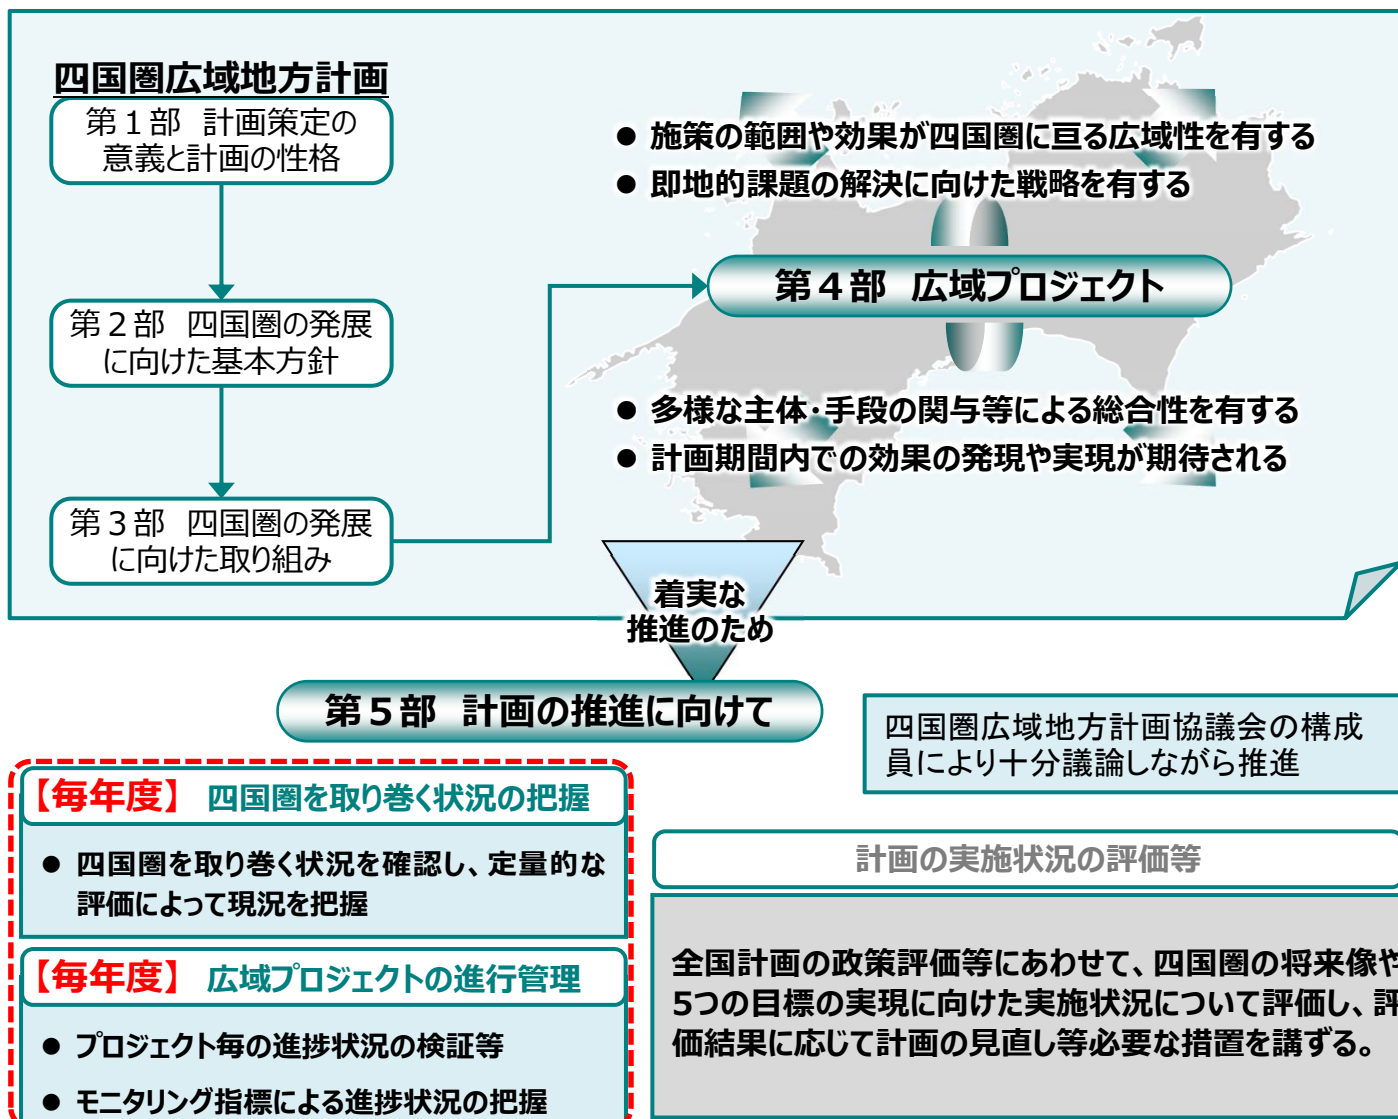 四国圏広域地方計画
第１部 計画策定の
意義と計画の性格
第２部 四国圏の発展
に向けた基本方針
第３部 四国圏の発展
に向けた取り組み
● 施策の範囲や効果が四国圏に亘る広域性を有する
● 即地的課題の解決に向けた戦略を有する
第４部 広域プロジェクト
● 多様な主体・手段の関与等による総合性を有する
● 計画期間内での効果の発現や実現が期待される
着実な
推進のため
第５部 計画の推進に向けて
四国圏広域地方計画協議会の構成
員により十分議論しながら推進
【毎年度】 四国圏を取り巻く状況の把握
● 四国圏を取り巻く状況を確認し、定量的な
評価によって現況を把握
【毎年度】 広域プロジェクトの進行管理
● プロジェクト毎の進捗状況の検証等
● モニタリング指標による進捗状況の把握
計画の実施状況の評価等
全国計画の政策評価等にあわせて、四国圏の将来像や
5つの目標の実現に向けた実施状況について評価し、評
価結果に応じて計画の見直し等必要な措置を講ずる。